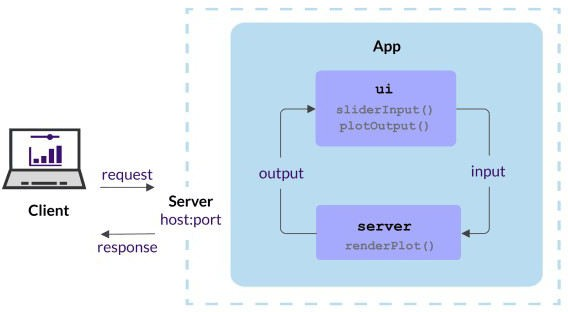 App
ui
sliderInput()
plotOutput()
output
input
server
renderPlot()
request
Server
host:port
Client
response